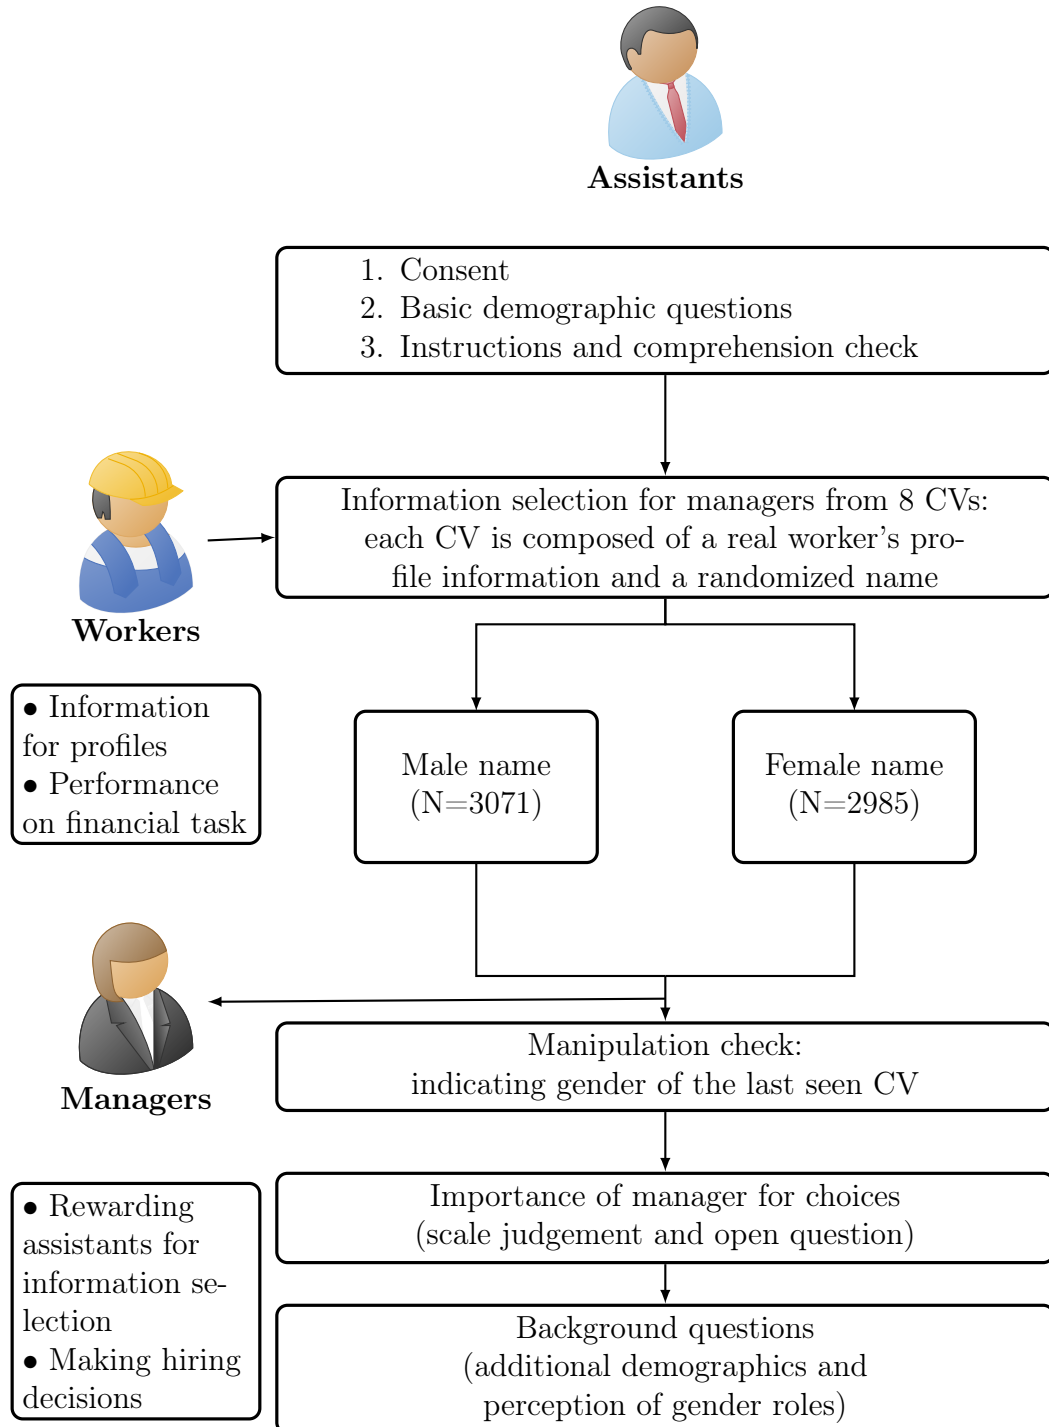 Assistants
1. Consent
2. Basic demographic questions
3. Instructions and comprehension check
Information selection for managers from 8 CVs:
each CV is composed of a real worker's pro-
file information and a randomized name
Workers
• Information
for profiles
• Performance
on financial task
Male name
(N=3071)
Female name
(N=2985)
Managers
Manipulation check:
indicating gender of the last seen CV
• Rewarding
assistants for
information se-
lection
• Making hiring
decisions
Importance of manager for choices
(scale judgement and open question)
Background questions
(additional demographics and
perception of gender roles)